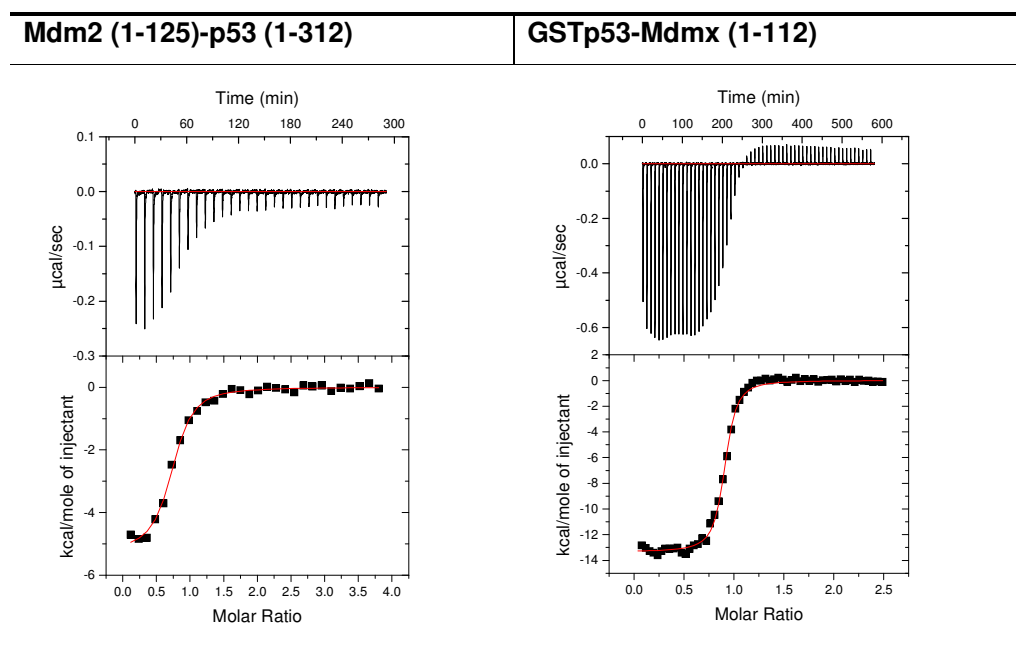 Mdm2 (1-125)-p53 (1-312)
GSTp53-Mdmx (1-112)
Time (min)
0 60 120 180 240 300
0.1
0.0
-0.1
-0.2
-0.3
µcal/sec
0
-2
-4
-6
kcal/mole of injectant
0.0 0.5 1.0 1.5 2.0 2.5 3.0 3.5 4.0
Molar Ratio
Time (min)
0 100 200 300 400 500 600
0.0
-0.2
-0.4
-0.6
µcal/sec
2
0
-2
-4
-6
-8
-10
-12
-14
kcal/mole of injectant
0.0 0.5 1.0 1.5 2.0 2.5
Molar Ratio